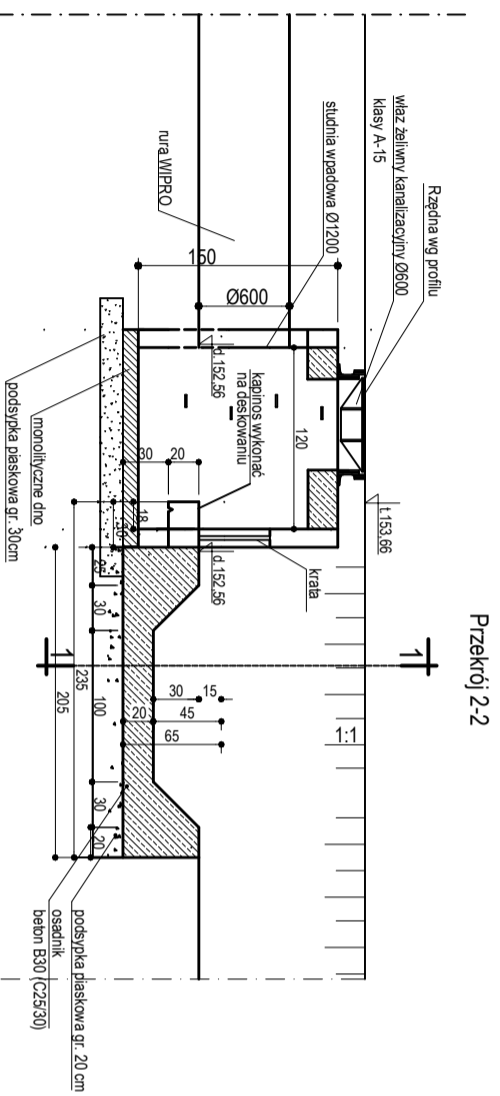 Przekrój 2-2
Rzędna wg profilu
właz żeliwny kanalizacyjny Ø600
klasy A-15
studnia wpadowa Ø1200
rura WIPRO
t.153,66
1
1:1
krata
120
Ø600
150
d.152,56
kapinos wykonać
na deskowaniu
d.152,56
20
30
18
30
15
30
45
20
65
1
30
25
30
100
30
20
235
205
monolityczne dno
podsypka piaskowa gr. 30cm
podsypka piaskowa gr. 20 cm
osadnik
beton B30 (C25/30)